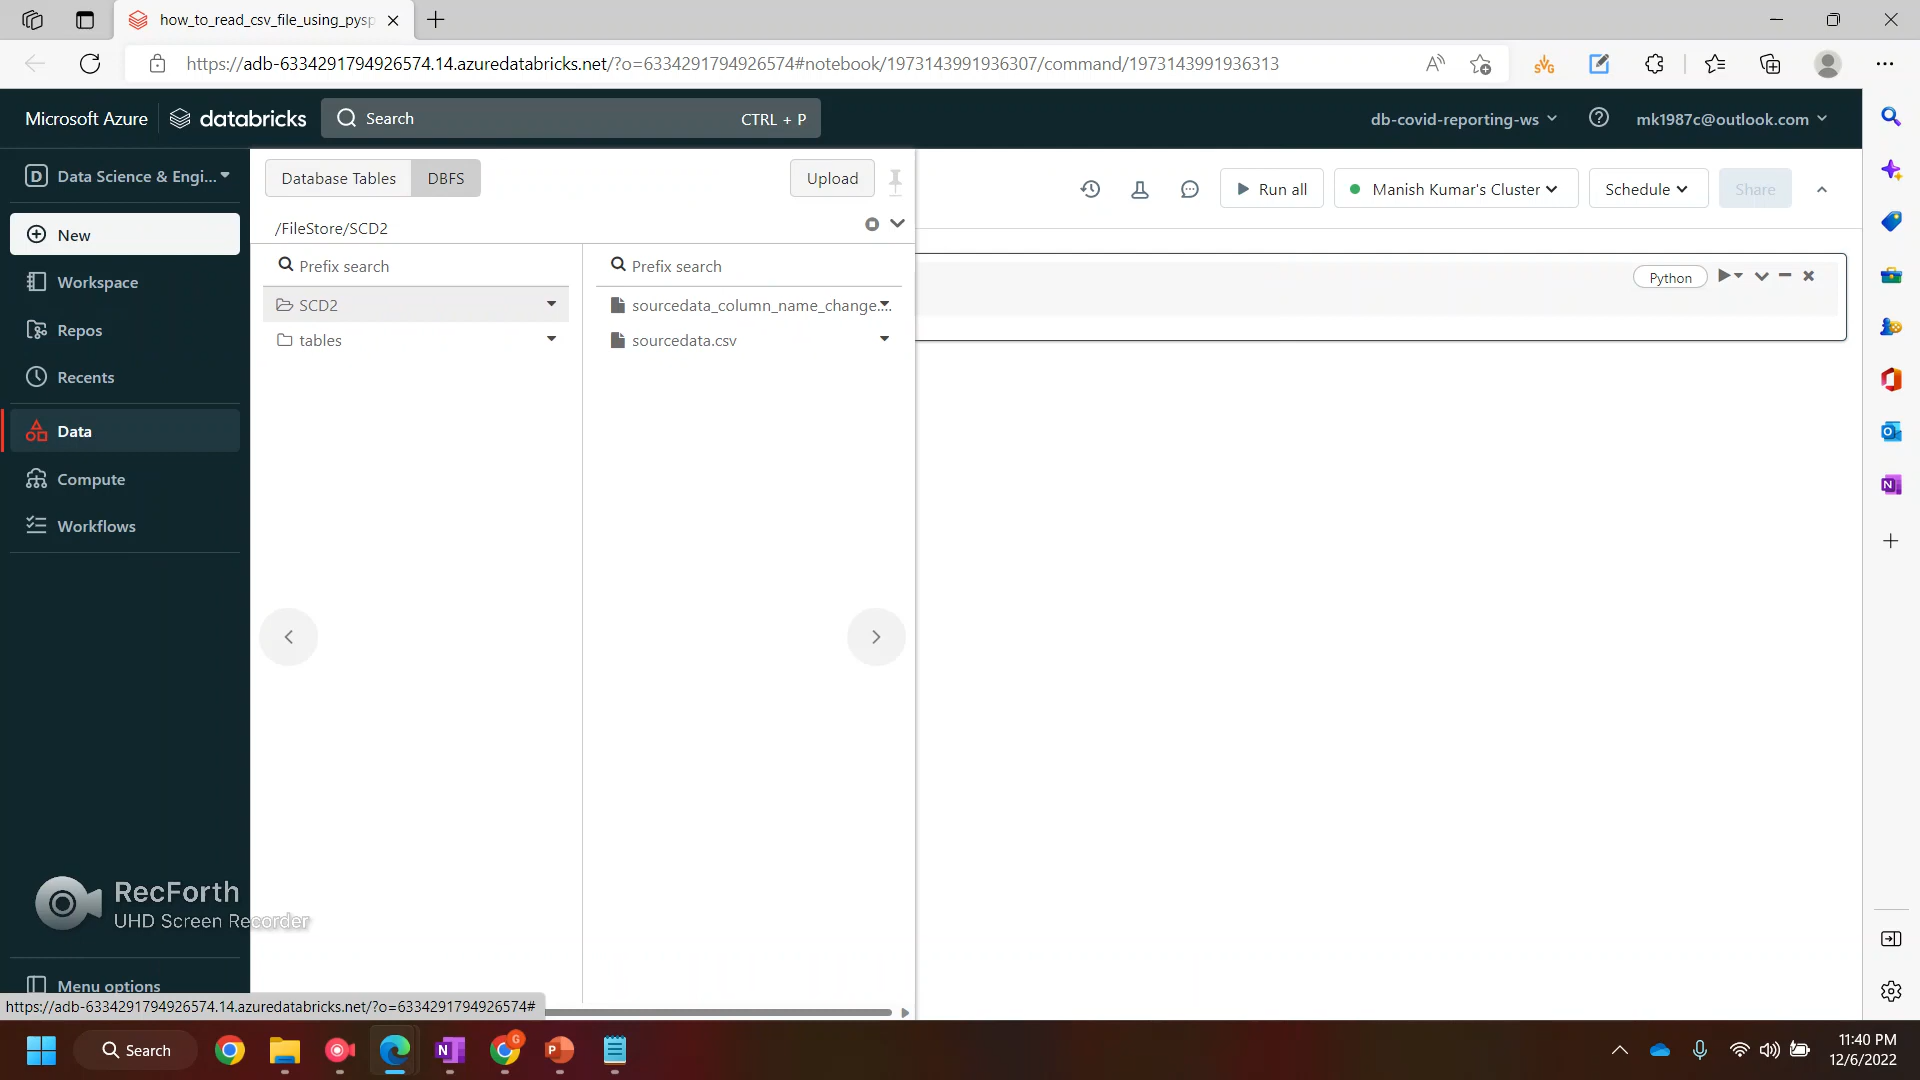 how_to_read_csv_file_using_pysp
https://adb-6334291794926574.14.azuredatabricks.net/?o=6334291794926574#notebook/1973143991936307/command/1973143991936313
Microsoft Azure databricks Search CTRL + P db-covid-reporting-ws mk1987c@outlook.com
Data Science & Engi...
New
Workspace
Repos
Recents
Data
Compute
Workflows
Menu options
Database Tables DBFS Upload
/FileStore/SCD2
Prefix search Prefix search
SCD2 sourcedata_column_name_change....
tables sourcedata.csv
Run all Manish Kumar's Cluster Schedule Share
Python
RecForth
UHD Screen Recorder
https://adb-6334291794926574.14.azuredatabricks.net/?o=6334291794926574#
Search
11:40 PM
12/6/2022